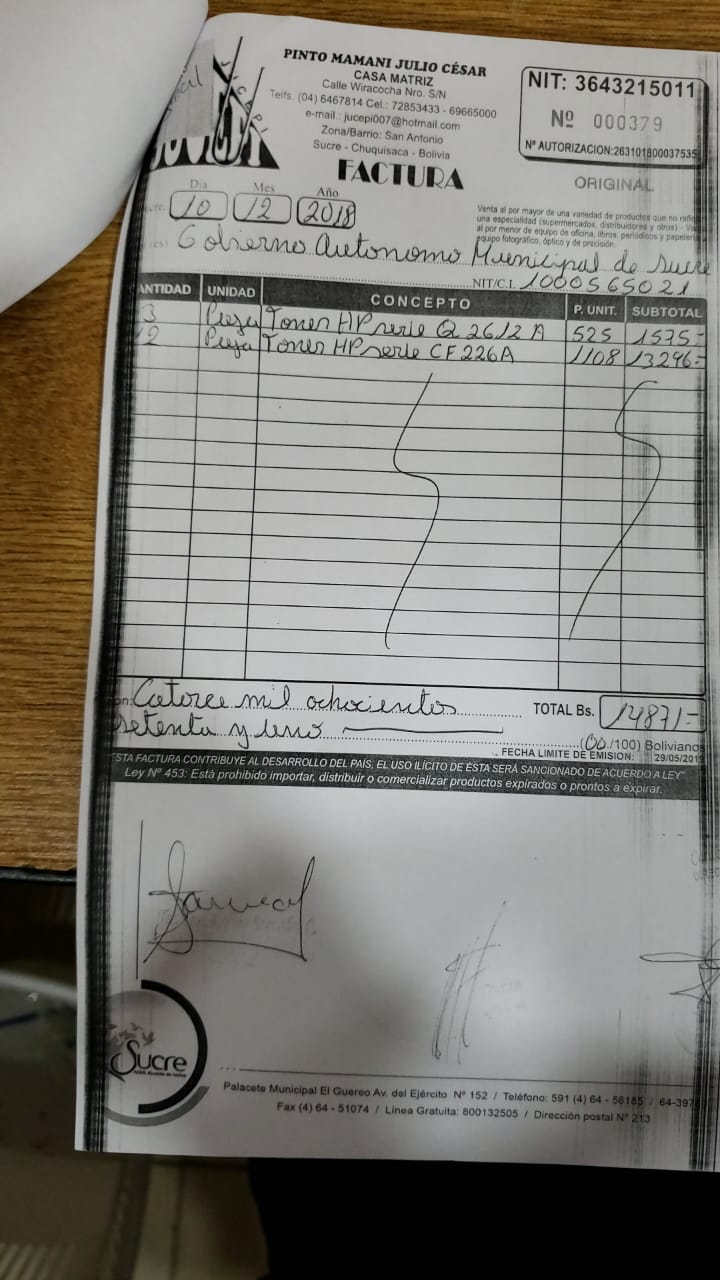 PINTO MAMANI JULIO CÉSAR
CASA MATRIZ
Calle Wiracocha Nro. S/N
Telfs. (04) 6467814 Cel.: 72853433 - 69665000
e-mail.: jucepi007@hotmail.com
Zona/Barrio: San Antonio
Sucre - Chuquisaca - Bolivia
FACTURA
NIT: 3643215011
Nº 000379
Nº AUTORIZACION:263101800037535
ORIGINAL
Dia Mes Año
10 12 2018
Venta al por mayor de una variedad de productos que no
una especialidad (supermercados, distribuidores y otros) -
al por menor de equipo de oficina, libros, periódicos y
equipo fotográfico, óptico y de precisión.
Gobierno Autonomo Municipal de Sucre
NIT/C.I. 1000565021
ANTIDAD UNIDAD CONCEPTO P. UNIT. SUBTOTAL
3 Pieza Toner HP serie Q 2612 A 525 1575-
12 Pieza Toner HP serie CF 226A 1108 13296-
on: Catorce mil ochocientos TOTAL Bs. 14871-
setenta y uno (00./100) Bolivianos
FECHA LIMITE DE EMISION: 29/05/2019
"ESTA FACTURA CONTRIBUYE AL DESARROLLO DEL PAÍS, EL USO ILÍCITO DE ÉSTA SERÁ SANCIONADO DE ACUERDO A LEY"
Ley Nº 453: Está prohibido importar, distribuir o comercializar productos expirados o prontos a expirar.
Sucre
Palacete Municipal El Guereo Av. del Ejército Nº 152 / Teléfono: 591 (4) 64 - 56185 / 64-397
Fax (4) 64 - 51074 / Línea Gratuita: 800132505 / Dirección postal Nº 213